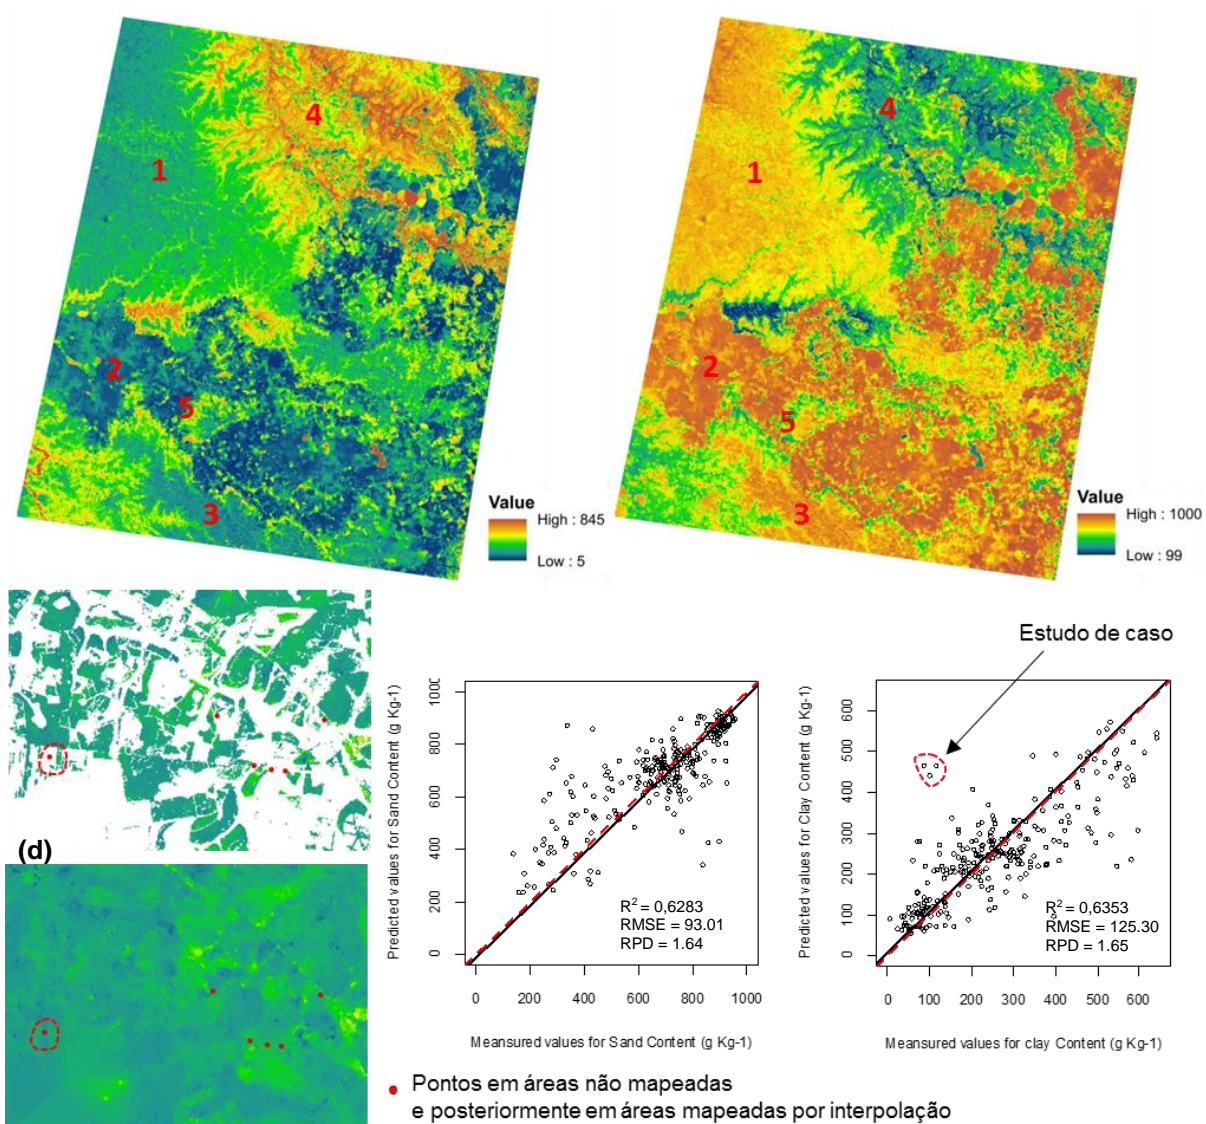 4
1
2
5
3
Value
High : 845
Low : 5
4
1
2
5
3
Value
High : 1000
Low : 99
(d)
Predicted values for Sand Content (g Kg-1)
0
200
400
600
800
1000
R² = 0,6283
RMSE = 93.01
RPD = 1.64
0
200
400
600
800
1000
Meansured values for Sand Content (g Kg-1)
Estudo de caso
Predicted values for Clay Content (g Kg-1)
0
100
200
300
400
500
600
R² = 0,6353
RMSE = 125.30
RPD = 1.65
0
100
200
300
400
500
600
Meansured values for clay Content (g Kg-1)
Pontos em áreas não mapeadas
e posteriormente em áreas mapeadas por interpolação